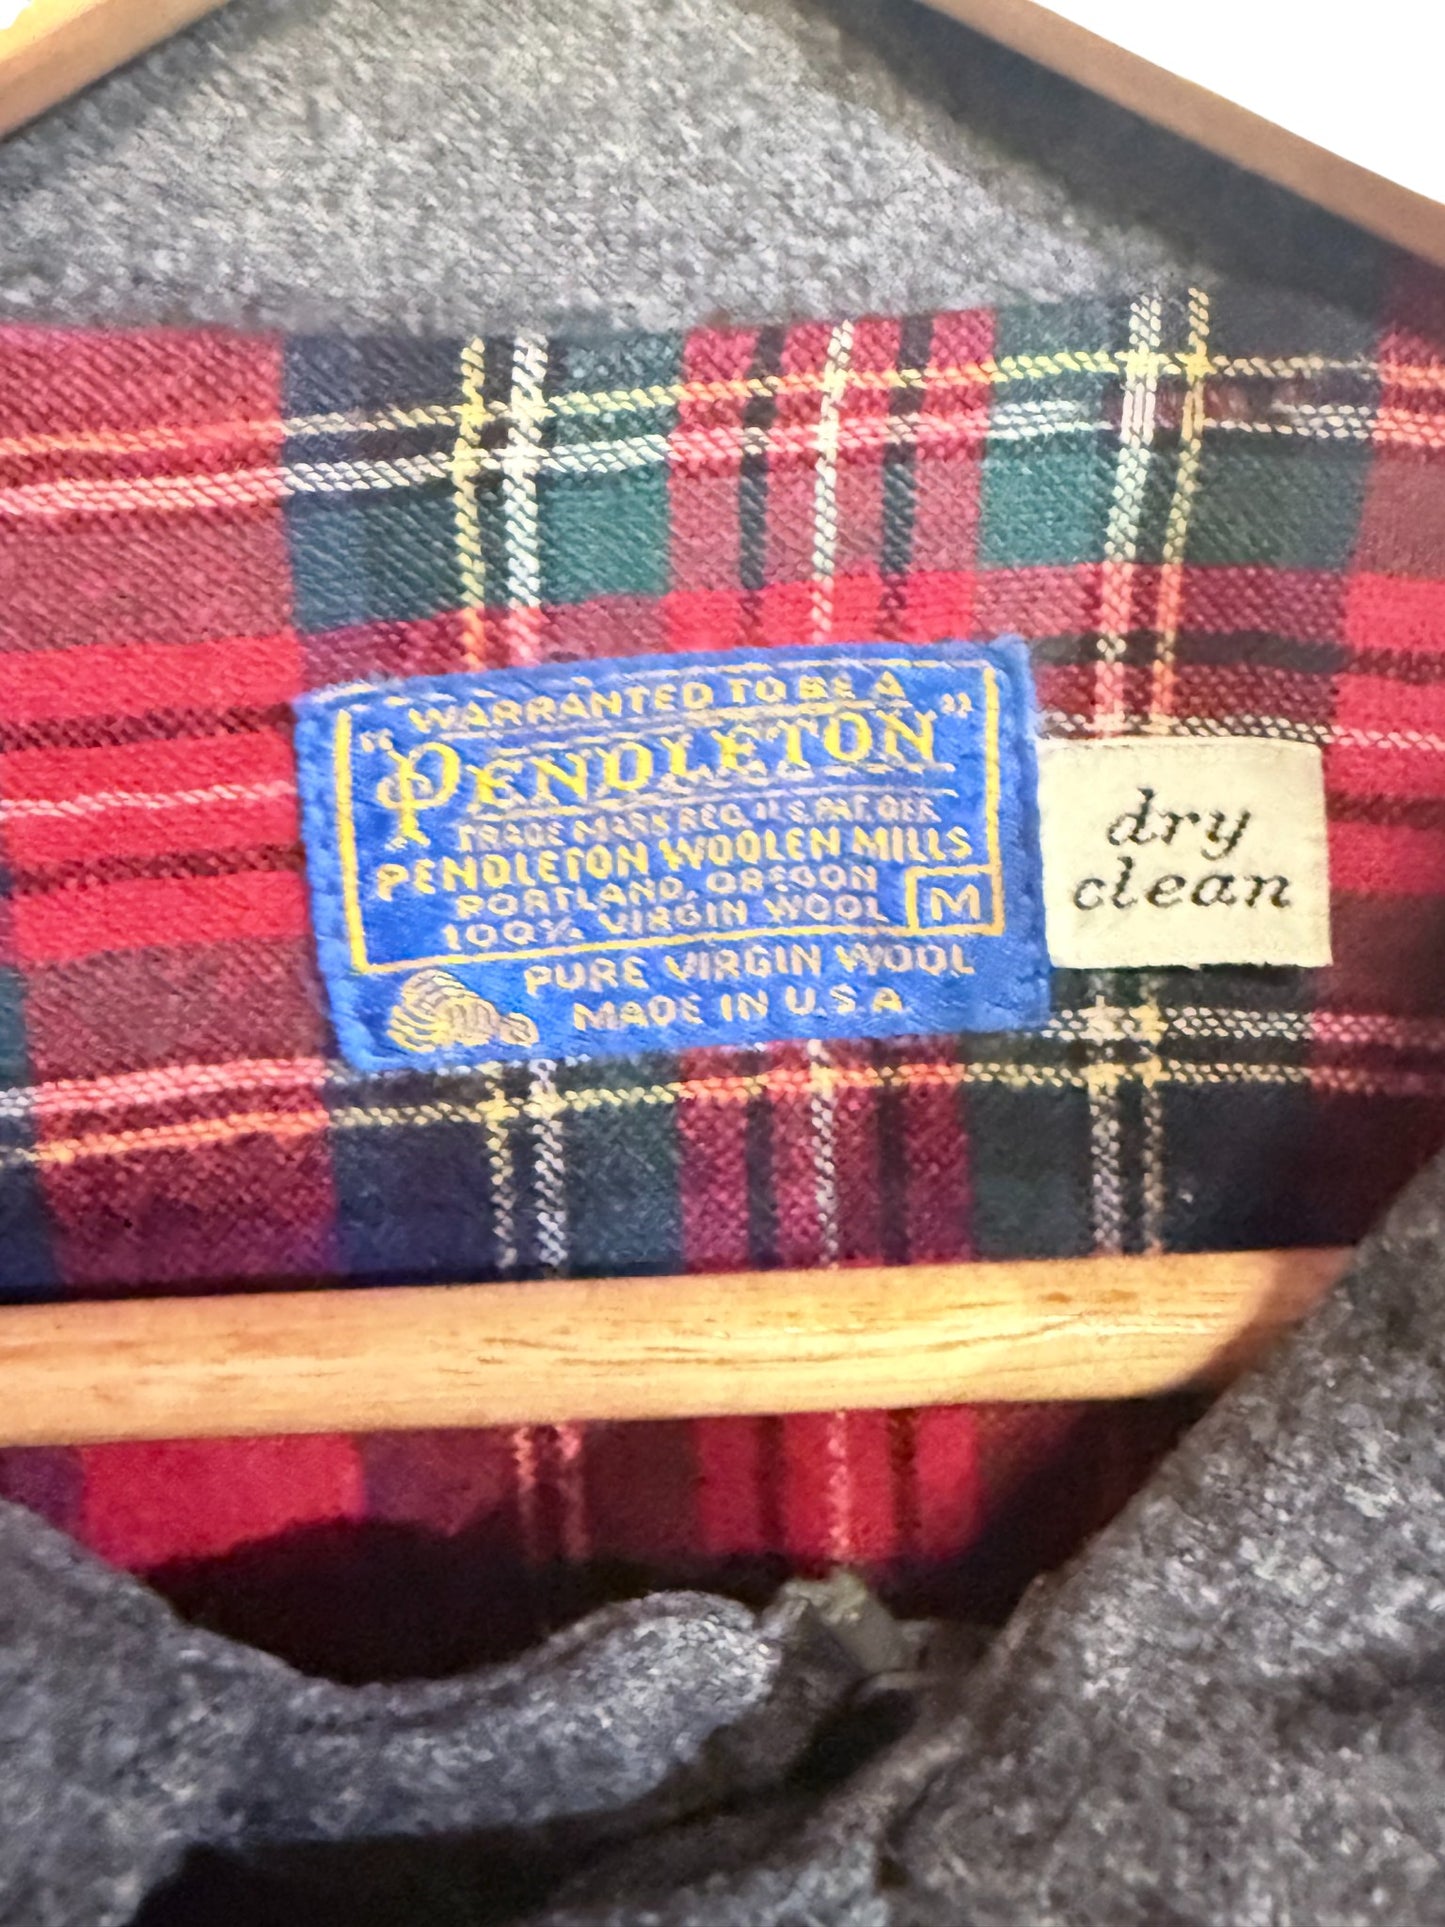 "WARRANTED TO BE A
PENDLETON"
TRADE MARK REG. U.S. PAT. OFF.
PENDLETON WOOLEN MILLS
PORTLAND, OREGON
100% VIRGIN WOOL M
PURE VIRGIN WOOL
MADE IN U.S.A
dry
clean